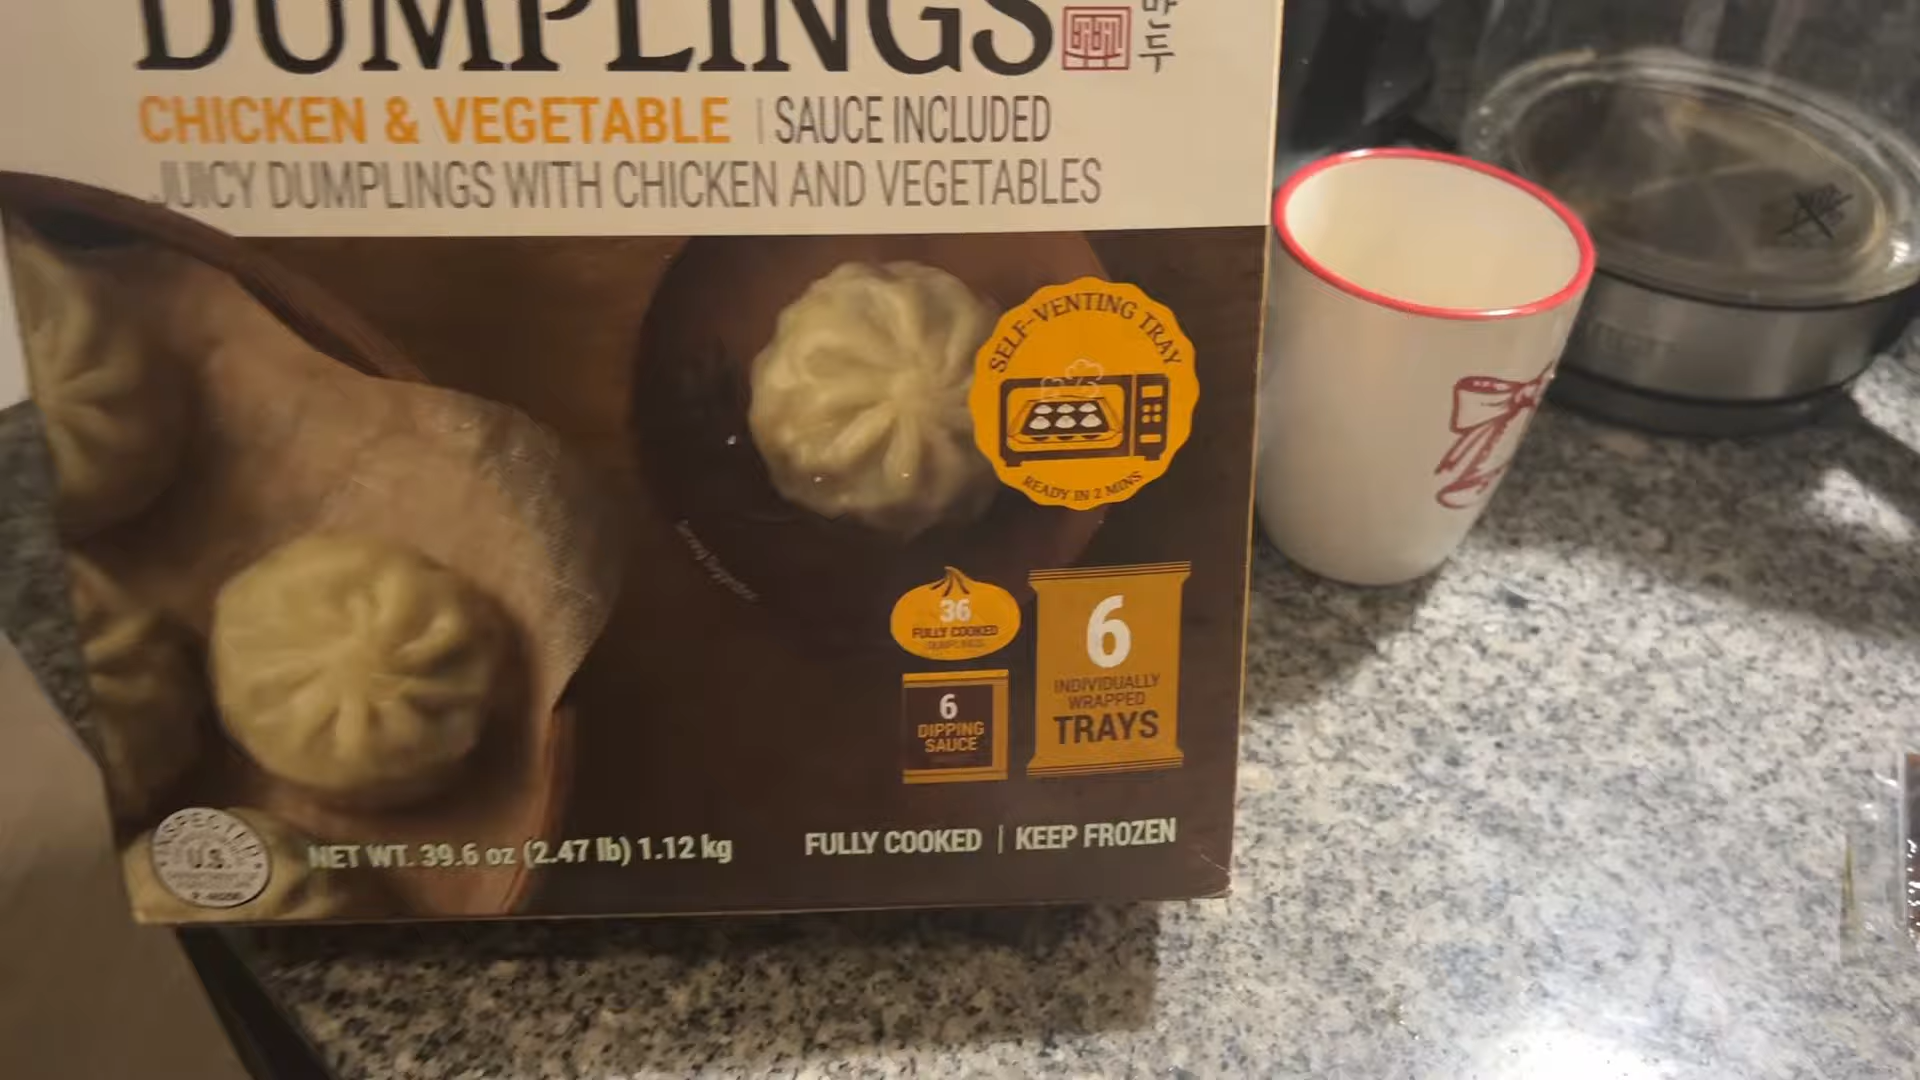 DUMPLINGS
만두
CHICKEN & VEGETABLE | SAUCE INCLUDED
JUICY DUMPLINGS WITH CHICKEN AND VEGETABLES
SELF-VENTING TRAY
READY IN 2 MINS
36
FULLY COOKED
DUMPLINGS
6
DIPPING
SAUCE
6
INDIVIDUALLY
WRAPPED
TRAYS
U.S.
NET WT. 39.6 oz (2.47 lb) 1.12 kg
FULLY COOKED | KEEP FROZEN